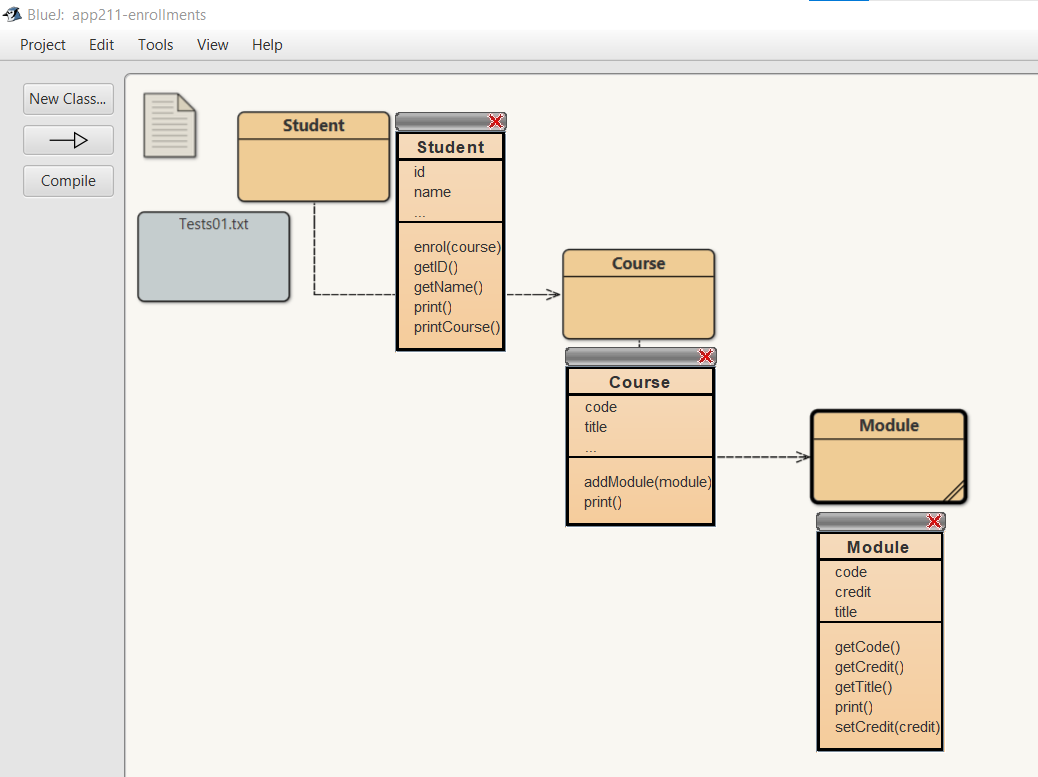 BlueJ: app211-enrollments
Project Edit Tools View Help
New Class...
Compile
Student
Tests01.txt
Student
id
name
...
enrol(course)
getID()
getName()
print()
printCourse()
Course
Course
code
title
...
addModule(module)
print()
Module
Module
code
credit
title
getCode()
getCredit()
getTitle()
print()
setCredit(credit)